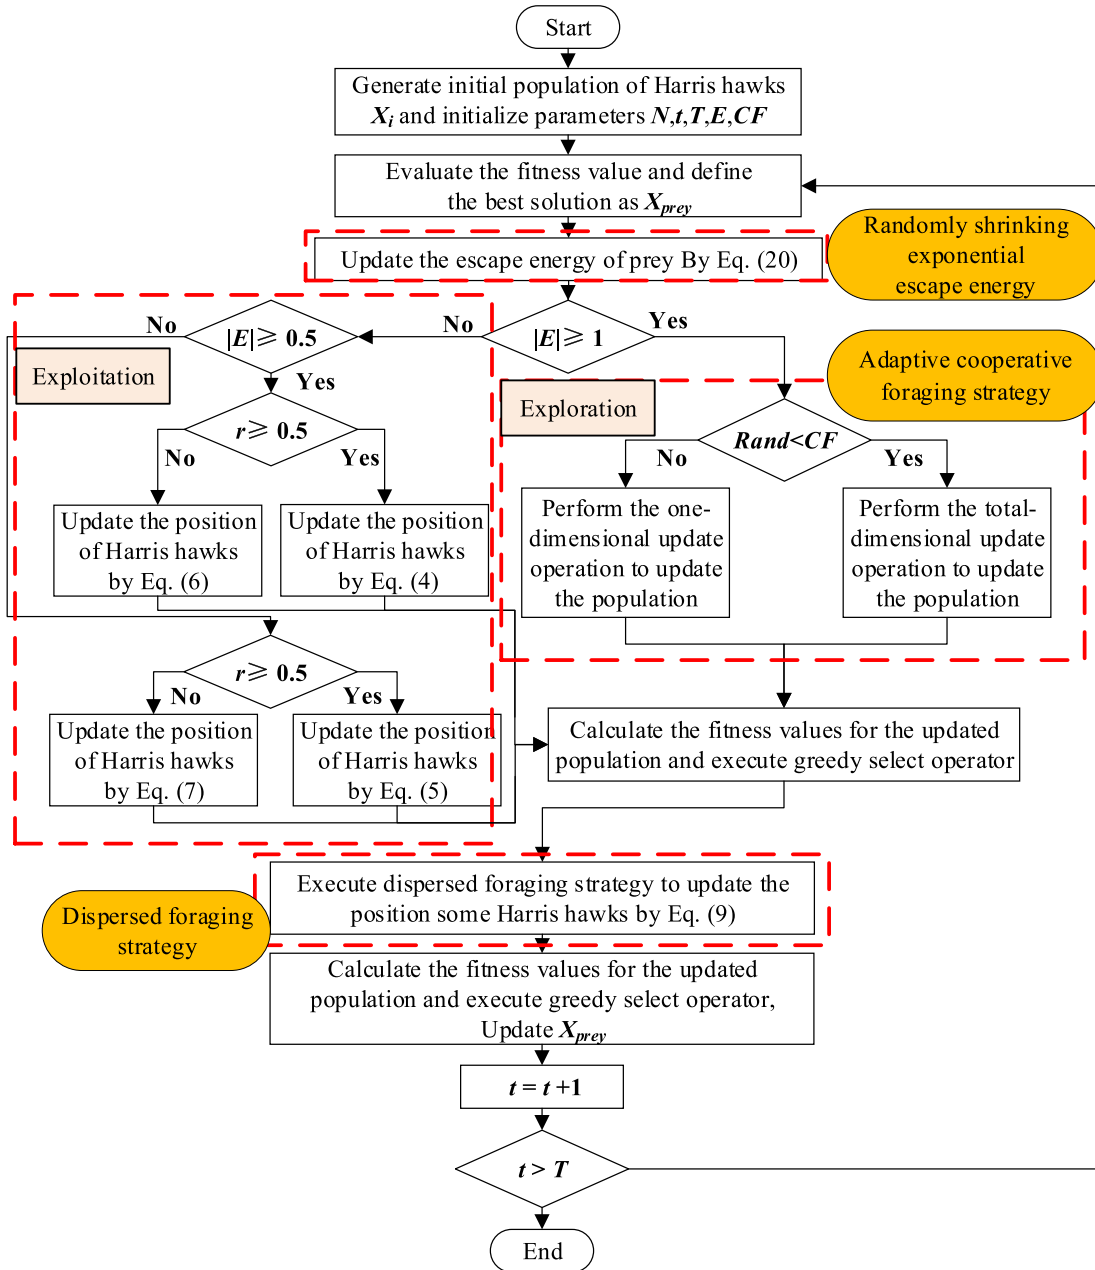 Start
Generate initial population of Harris hawks
Xi and initialize parameters N,t,T,E,CF
Evaluate the fitness value and define
the best solution as Xprey
Randomly shrinking
exponential
escape energy
Update the escape energy of prey By Eq. (20)
No
|E|≥ 0.5
No
|E|≥ 1
Yes
Adaptive cooperative
foraging strategy
Exploitation
Yes
Exploration
r≥ 0.5
Rand<CF
No
Yes
No
Yes
Update the position
of Harris hawks
by Eq. (6)
Update the position
of Harris hawks
by Eq. (4)
Perform the one-
dimensional update
operation to update
the population
Perform the total-
dimensional update
operation to update
the population
r≥ 0.5
No
Yes
Update the position
of Harris hawks
by Eq. (7)
Update the position
of Harris hawks
by Eq. (5)
Calculate the fitness values for the updated
population and execute greedy select operator
Execute dispersed foraging strategy to update the
position some Harris hawks by Eq. (9)
Dispersed foraging
strategy
Calculate the fitness values for the updated
population and execute greedy select operator,
Update Xprey
t = t +1
t > T
End